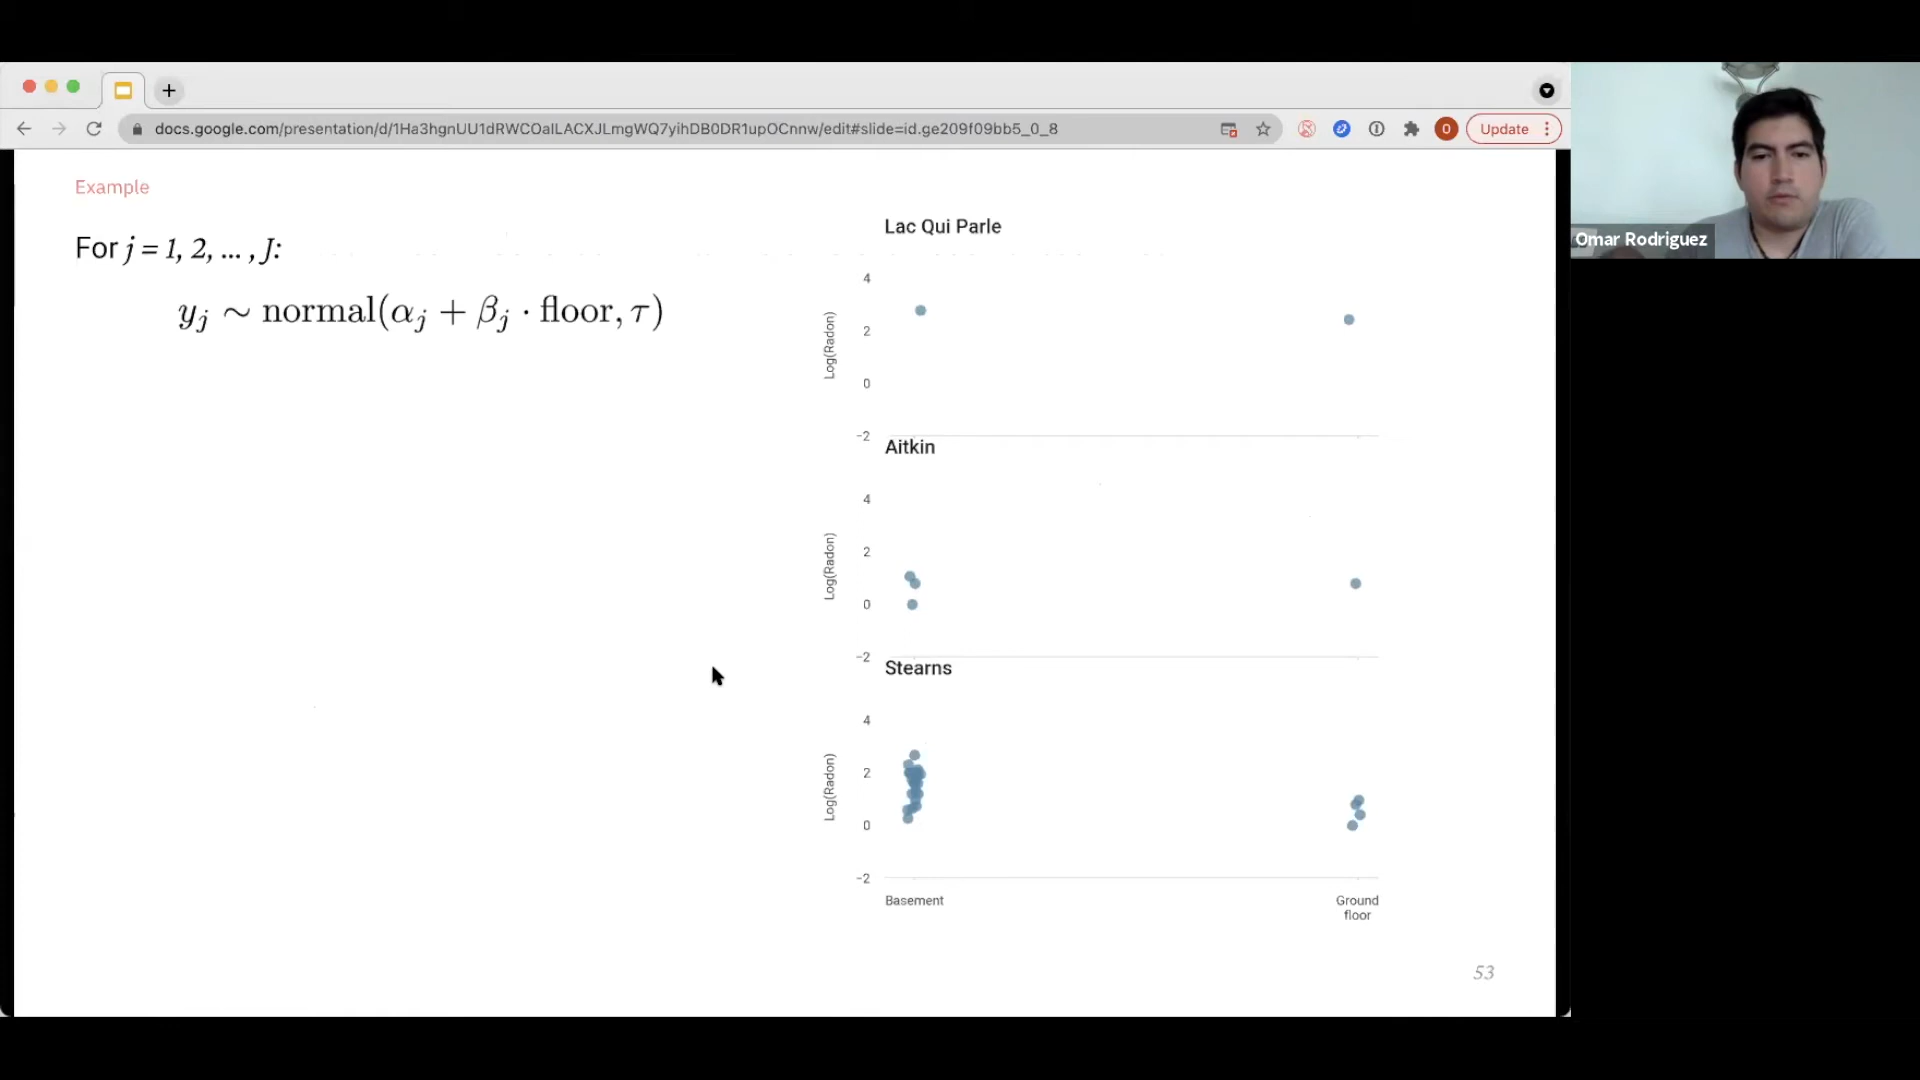 docs.google.com/presentation/d/1Ha3hgnUU1dRWCOalLACXJLmgWQ7yihDB0DR1upOCnnw/edit#slide=id.ge209f09bb5_0_8
O
Update
Example
For j = 1, 2, ... , J:
y_j ∼ normal(α_j + β_j · floor, τ)
Lac Qui Parle
Log(Radon)
4
2
0
−2
Aitkin
Log(Radon)
4
2
0
−2
Stearns
Log(Radon)
4
2
0
−2
Basement
Ground
floor
53
Omar Rodriguez